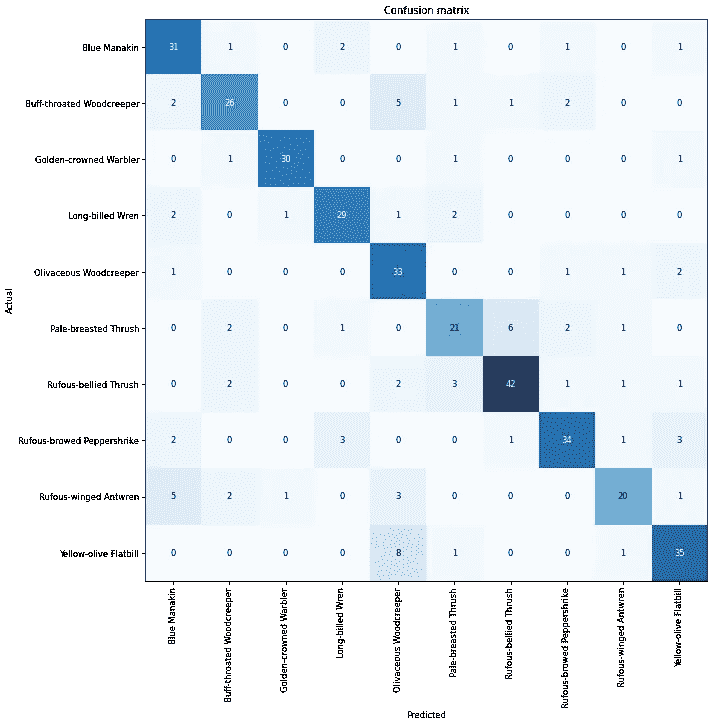 Confusion matrix
Actual
Blue Manakin 31 1 0 2 0 1 0 1 0 1
Buff-throated Woodcreeper 2 26 0 0 5 1 1 2 0 0
Golden-crowned Warbler 0 1 30 0 0 1 0 0 0 1
Long-billed Wren 2 0 1 29 1 2 0 0 0 0
Olivaceous Woodcreeper 1 0 0 0 33 0 0 1 1 2
Pale-breasted Thrush 0 2 0 1 0 21 6 2 1 0
Rufous-bellied Thrush 0 2 0 0 2 3 42 1 1 1
Rufous-browed Peppershrike 2 0 0 3 0 0 1 34 1 3
Rufous-winged Antwren 5 2 1 0 3 0 0 0 20 1
Yellow-olive Flatbill 0 0 0 0 8 1 0 0 1 35
Blue Manakin
Buff-throated Woodcreeper
Golden-crowned Warbler
Long-billed Wren
Olivaceous Woodcreeper
Pale-breasted Thrush
Rufous-bellied Thrush
Rufous-browed Peppershrike
Rufous-winged Antwren
Yellow-olive Flatbill
Predicted